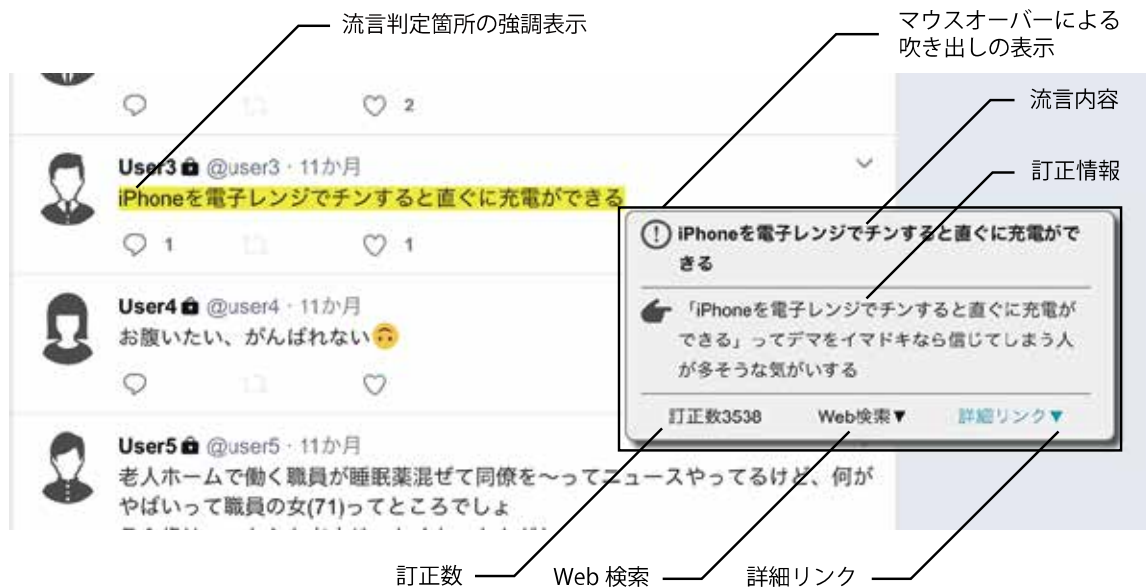 流言判定箇所の強調表示
マウスオーバーによる
吹き出しの表示
流言内容
訂正情報
2
User3 @user3 · 11か月
iPhoneを電子レンジでチンすると直ぐに充電ができる
1 1
iPhoneを電子レンジでチンすると直ぐに充電がで
きる
「iPhoneを電子レンジでチンすると直ぐに充電が
できる」ってデマをイマドキなら信じてしまう人
が多そうな気がいする
訂正数3538 Web検索▼ 詳細リンク▼
User4 @user4 · 11か月
お腹いたい、がんばれない🙃
User5 @user5 · 11か月
老人ホームで働く職員が睡眠薬混ぜて同僚を〜ってニュースやってるけど、何が
やばいって職員の女(71)ってところでしょ
訂正数 Web 検索 詳細リンク